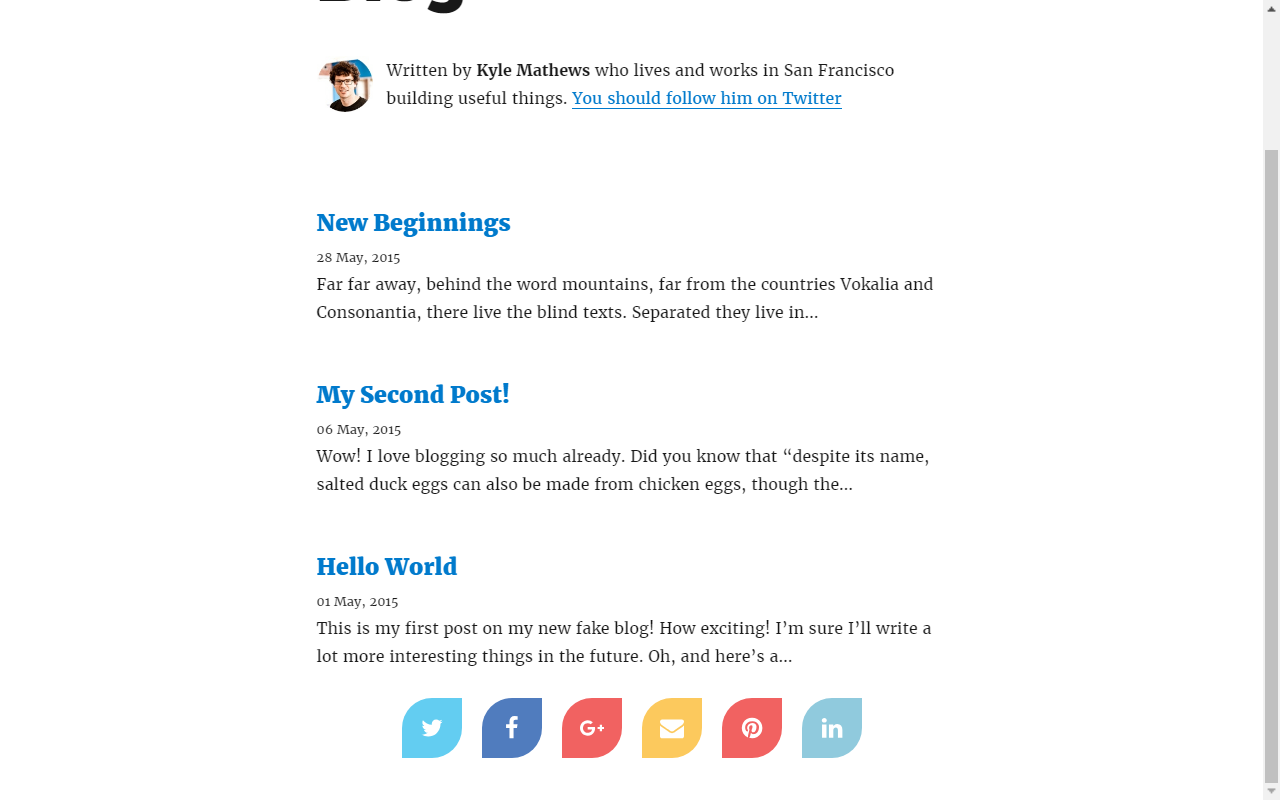 Blog
Written by Kyle Mathews who lives and works in San Francisco
building useful things. You should follow him on Twitter
New Beginnings
28 May, 2015
Far far away, behind the word mountains, far from the countries Vokalia and
Consonantia, there live the blind texts. Separated they live in…
My Second Post!
06 May, 2015
Wow! I love blogging so much already. Did you know that “despite its name,
salted duck eggs can also be made from chicken eggs, though the…
Hello World
01 May, 2015
This is my first post on my new fake blog! How exciting! I’m sure I’ll write a
lot more interesting things in the future. Oh, and here’s a…